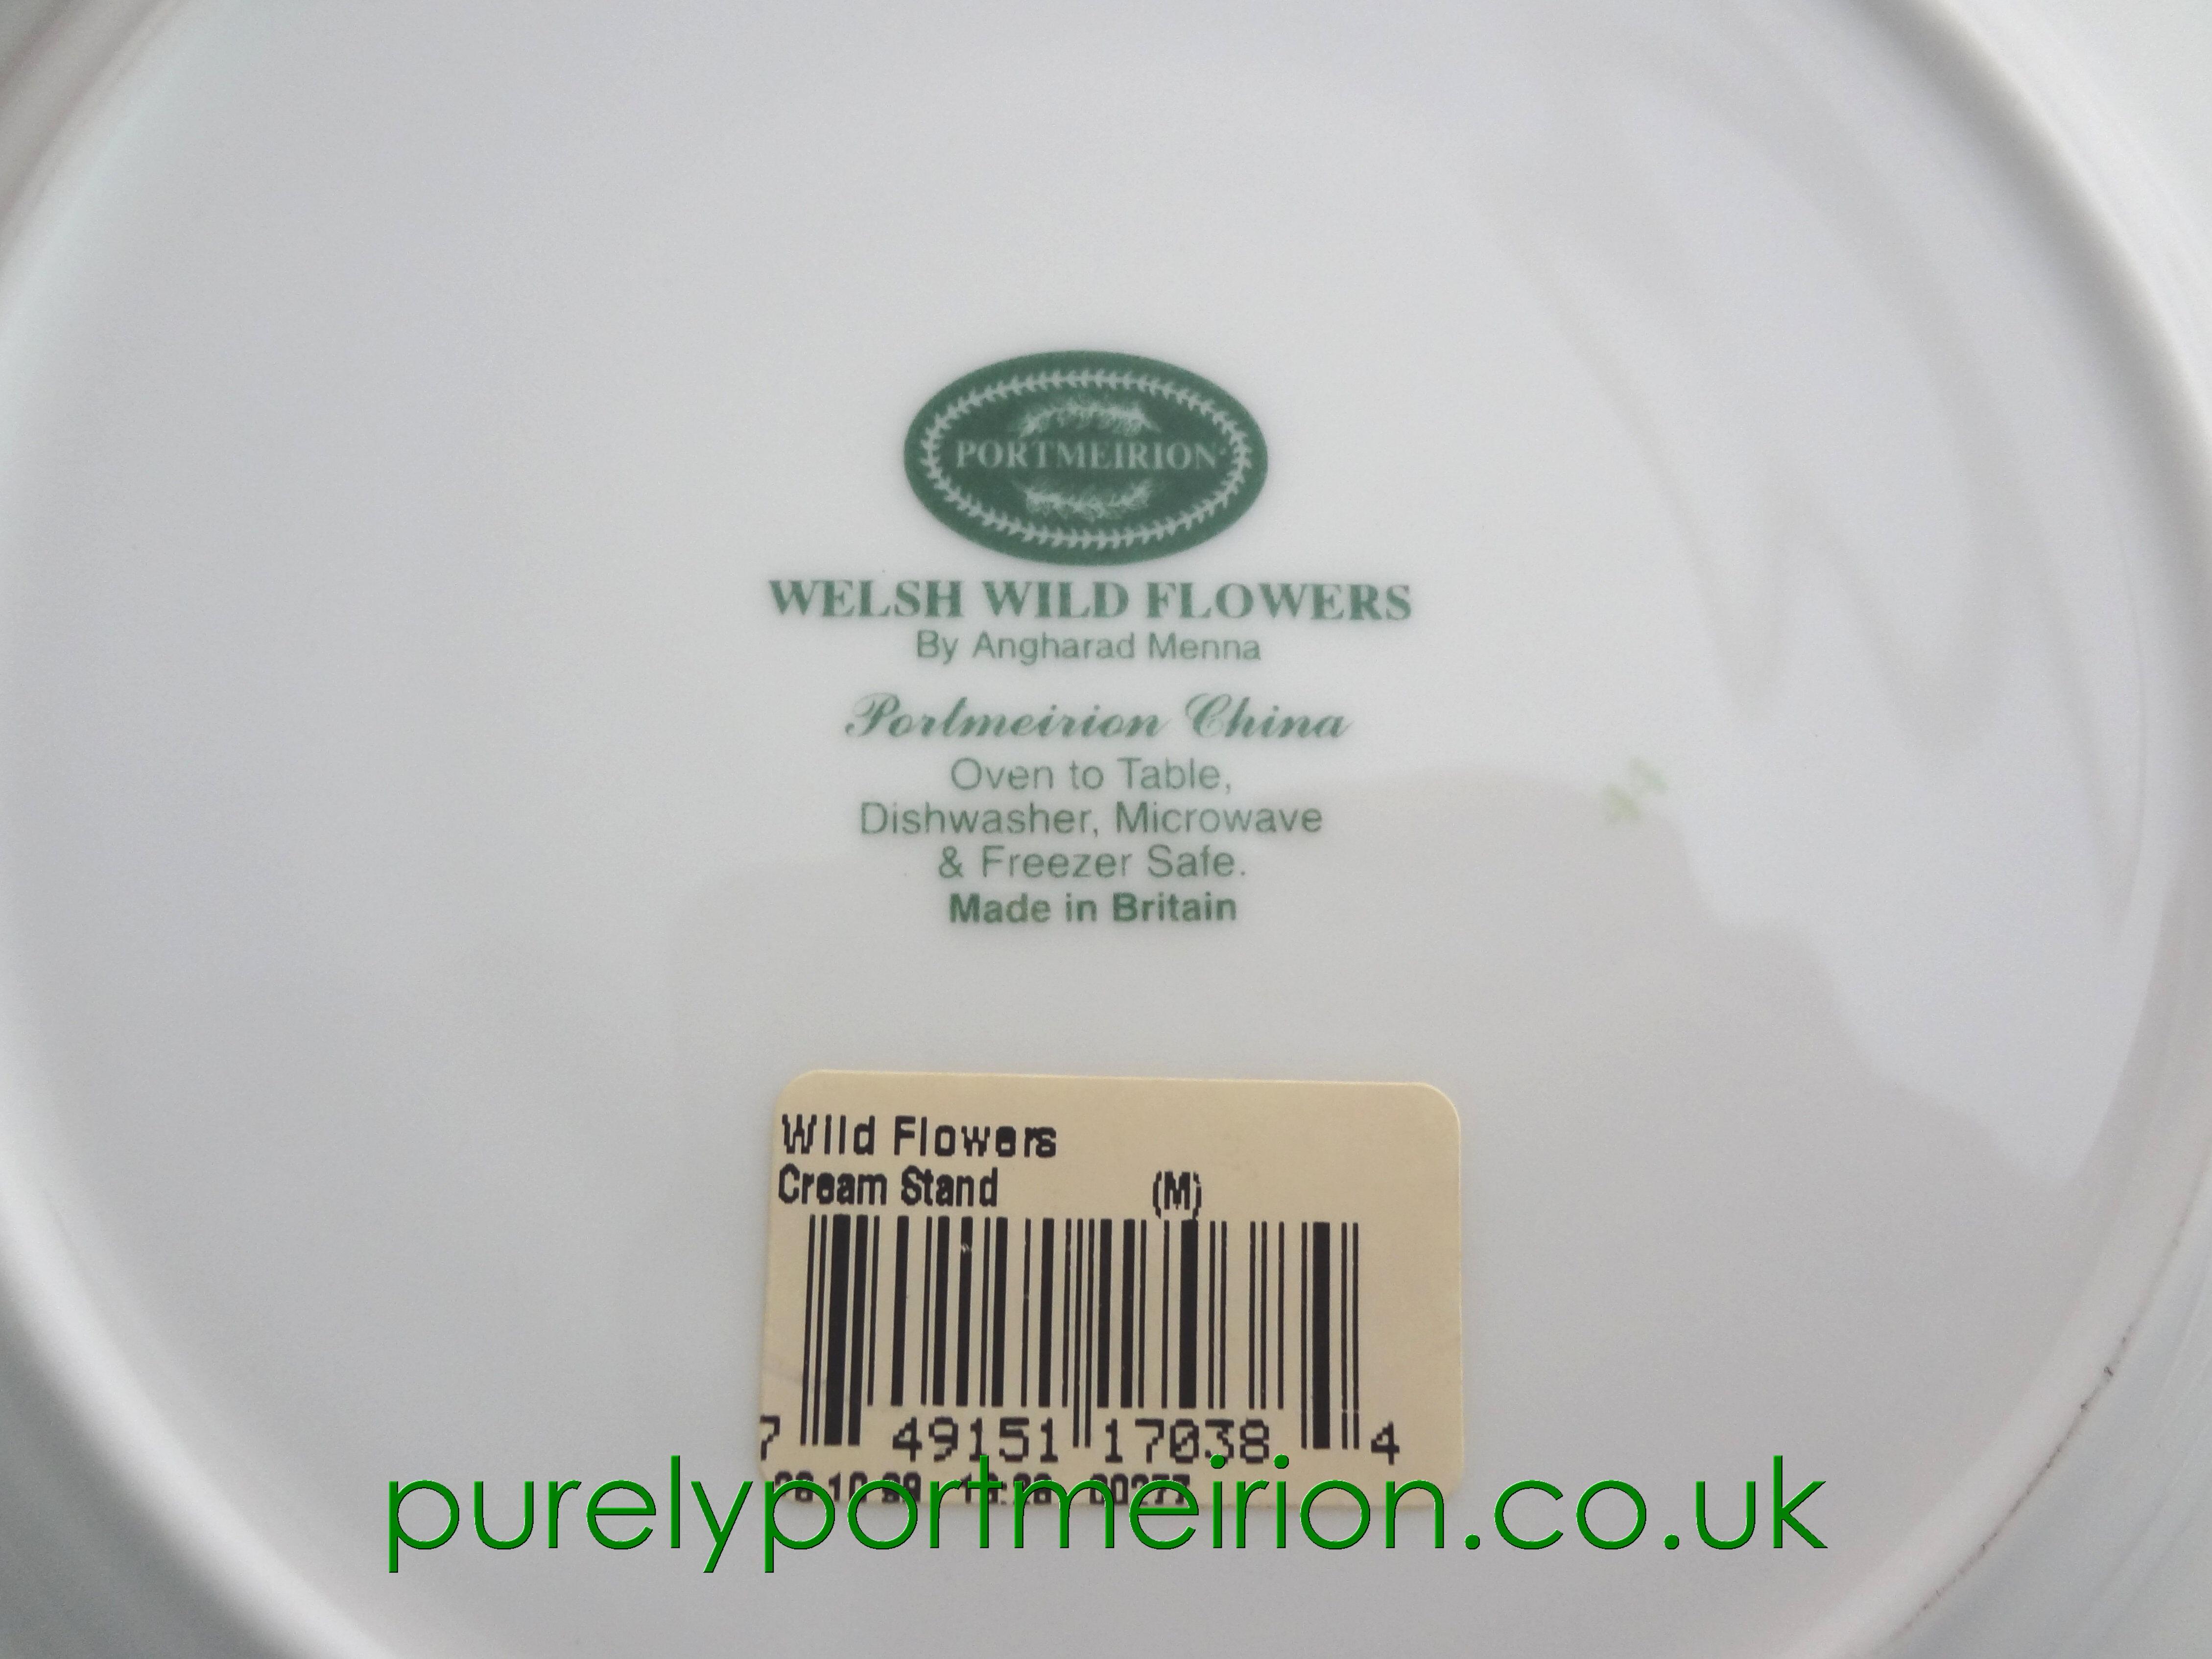 PORTMEIRION
WELSH WILD FLOWERS
By Angharad Menna
Portmeirion China
Oven to Table,
Dishwasher, Microwave
& Freezer Safe.
Made in Britain
Wild Flowers
Cream Stand (M)
7 49151 17038 4
purelyportmeirion.co.uk